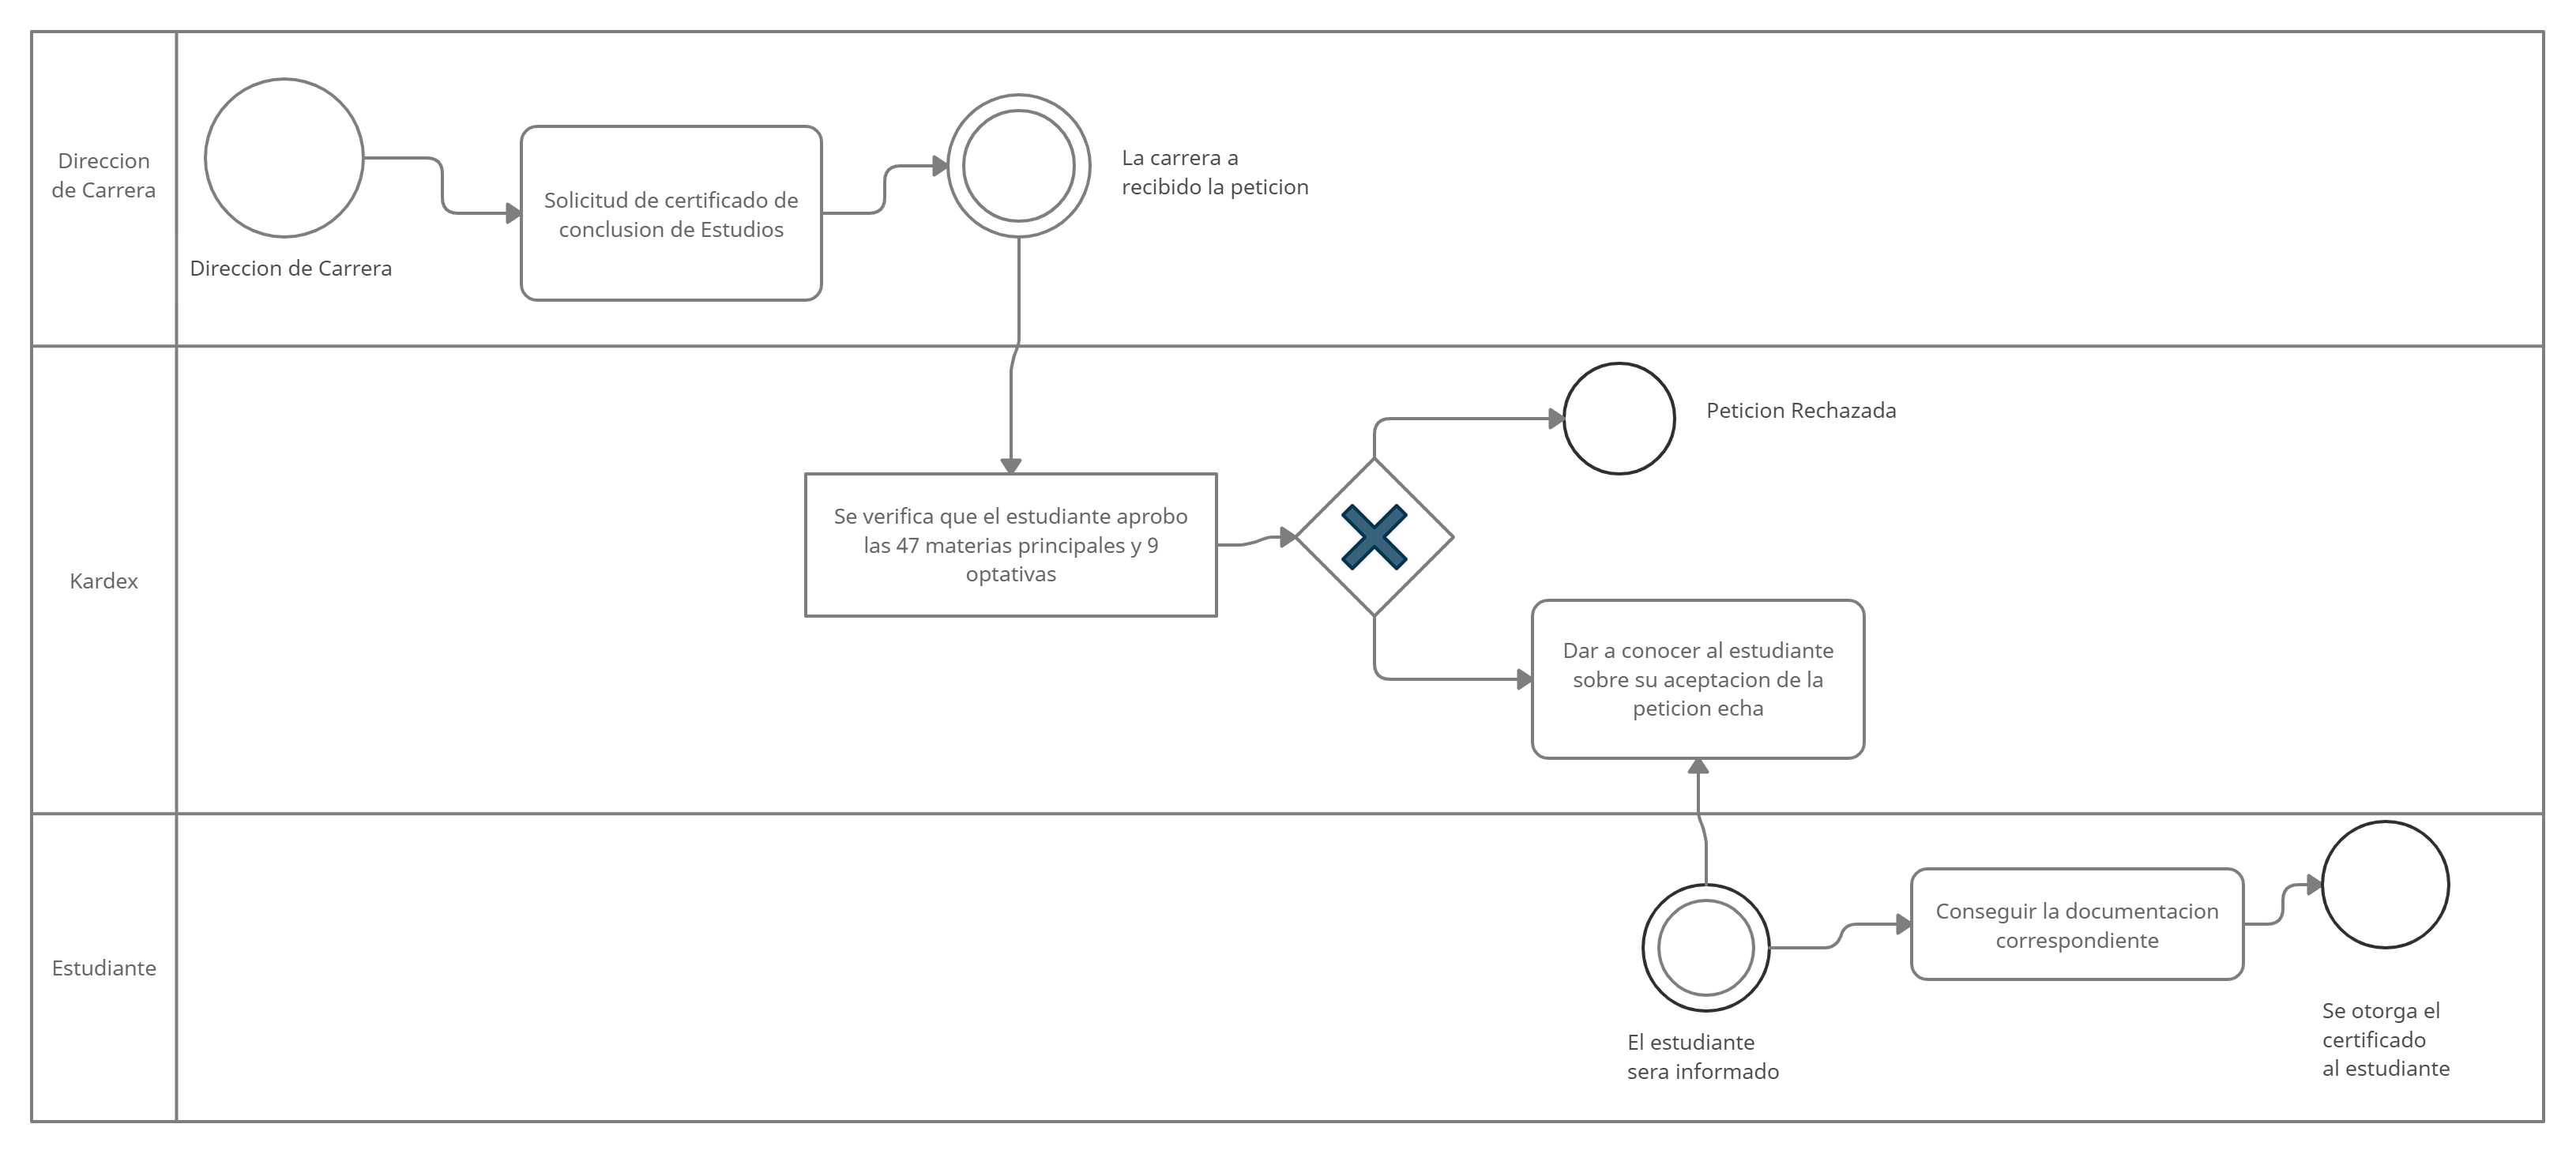 Direccion
de Carrera
Direccion de Carrera
Solicitud de certificado de
conclusion de Estudios
La carrera a
recibido la peticion
Kardex
Se verifica que el estudiante aprobo
las 47 materias principales y 9
optativas
Peticion Rechazada
Dar a conocer al estudiante
sobre su aceptacion de la
peticion echa
Estudiante
El estudiante
sera informado
Conseguir la documentacion
correspondiente
Se otorga el
certificado
al estudiante